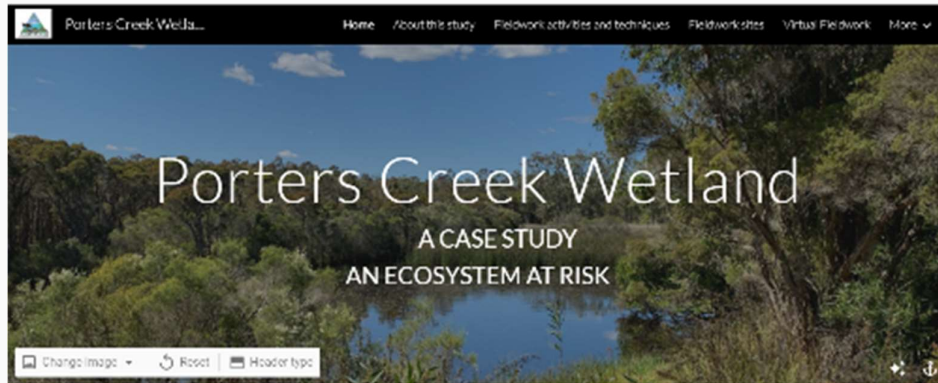 Porters Creek Wetla... Home About this study Fieldwork activities and techniques Fieldwork sites Virtual Fieldwork More
Porters Creek Wetland
A CASE STUDY
AN ECOSYSTEM AT RISK
Change image Reset Header type